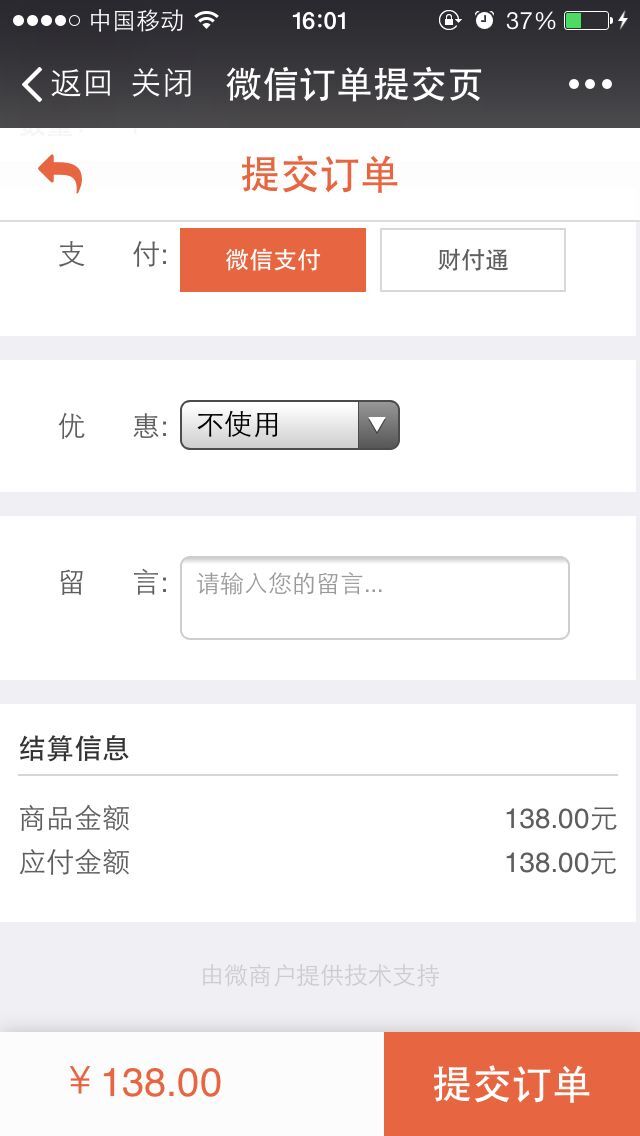 中国移动 16:01 37%
返回 关闭 微信订单提交页
提交订单
支 付: 微信支付 财付通
优 惠: 不使用
留 言: 请输入您的留言...
结算信息
商品金额 138.00元
应付金额 138.00元
由微商户提供技术支持
￥138.00 提交订单